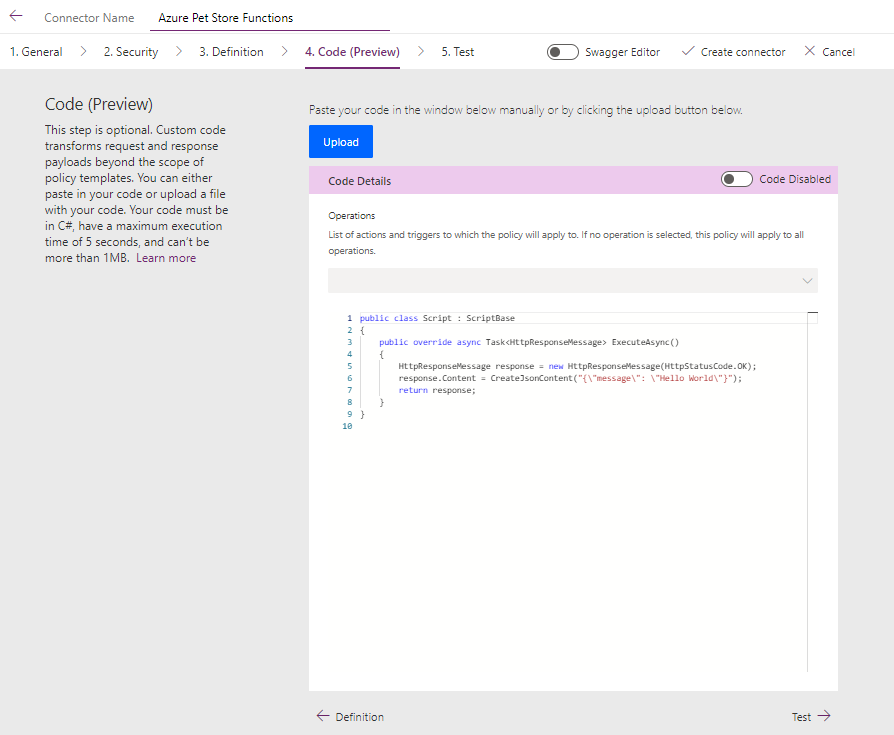 Connector Name Azure Pet Store Functions
1. General 2. Security 3. Definition 4. Code (Preview) 5. Test Swagger Editor Create connector Cancel
Code (Preview)
This step is optional. Custom code
transforms request and response
payloads beyond the scope of
policy templates. You can either
paste in your code or upload a file
with your code. Your code must be
in C#, have a maximum execution
time of 5 seconds, and can't be
more than 1MB. Learn more
Paste your code in the window below manually or by clicking the upload button below.
Upload
Code Details Code Disabled
Operations
List of actions and triggers to which the policy will apply to. If no operation is selected, this policy will apply to all
operations.
1 public class Script : ScriptBase
2 {
3 public override async Task<HttpResponseMessage> ExecuteAsync()
4 {
5 HttpResponseMessage response = new HttpResponseMessage(HttpStatusCode.OK);
6 response.Content = CreateJsonContent("{\"message\": \"Hello World\"}");
7 return response;
8 }
9 }
10
Definition Test